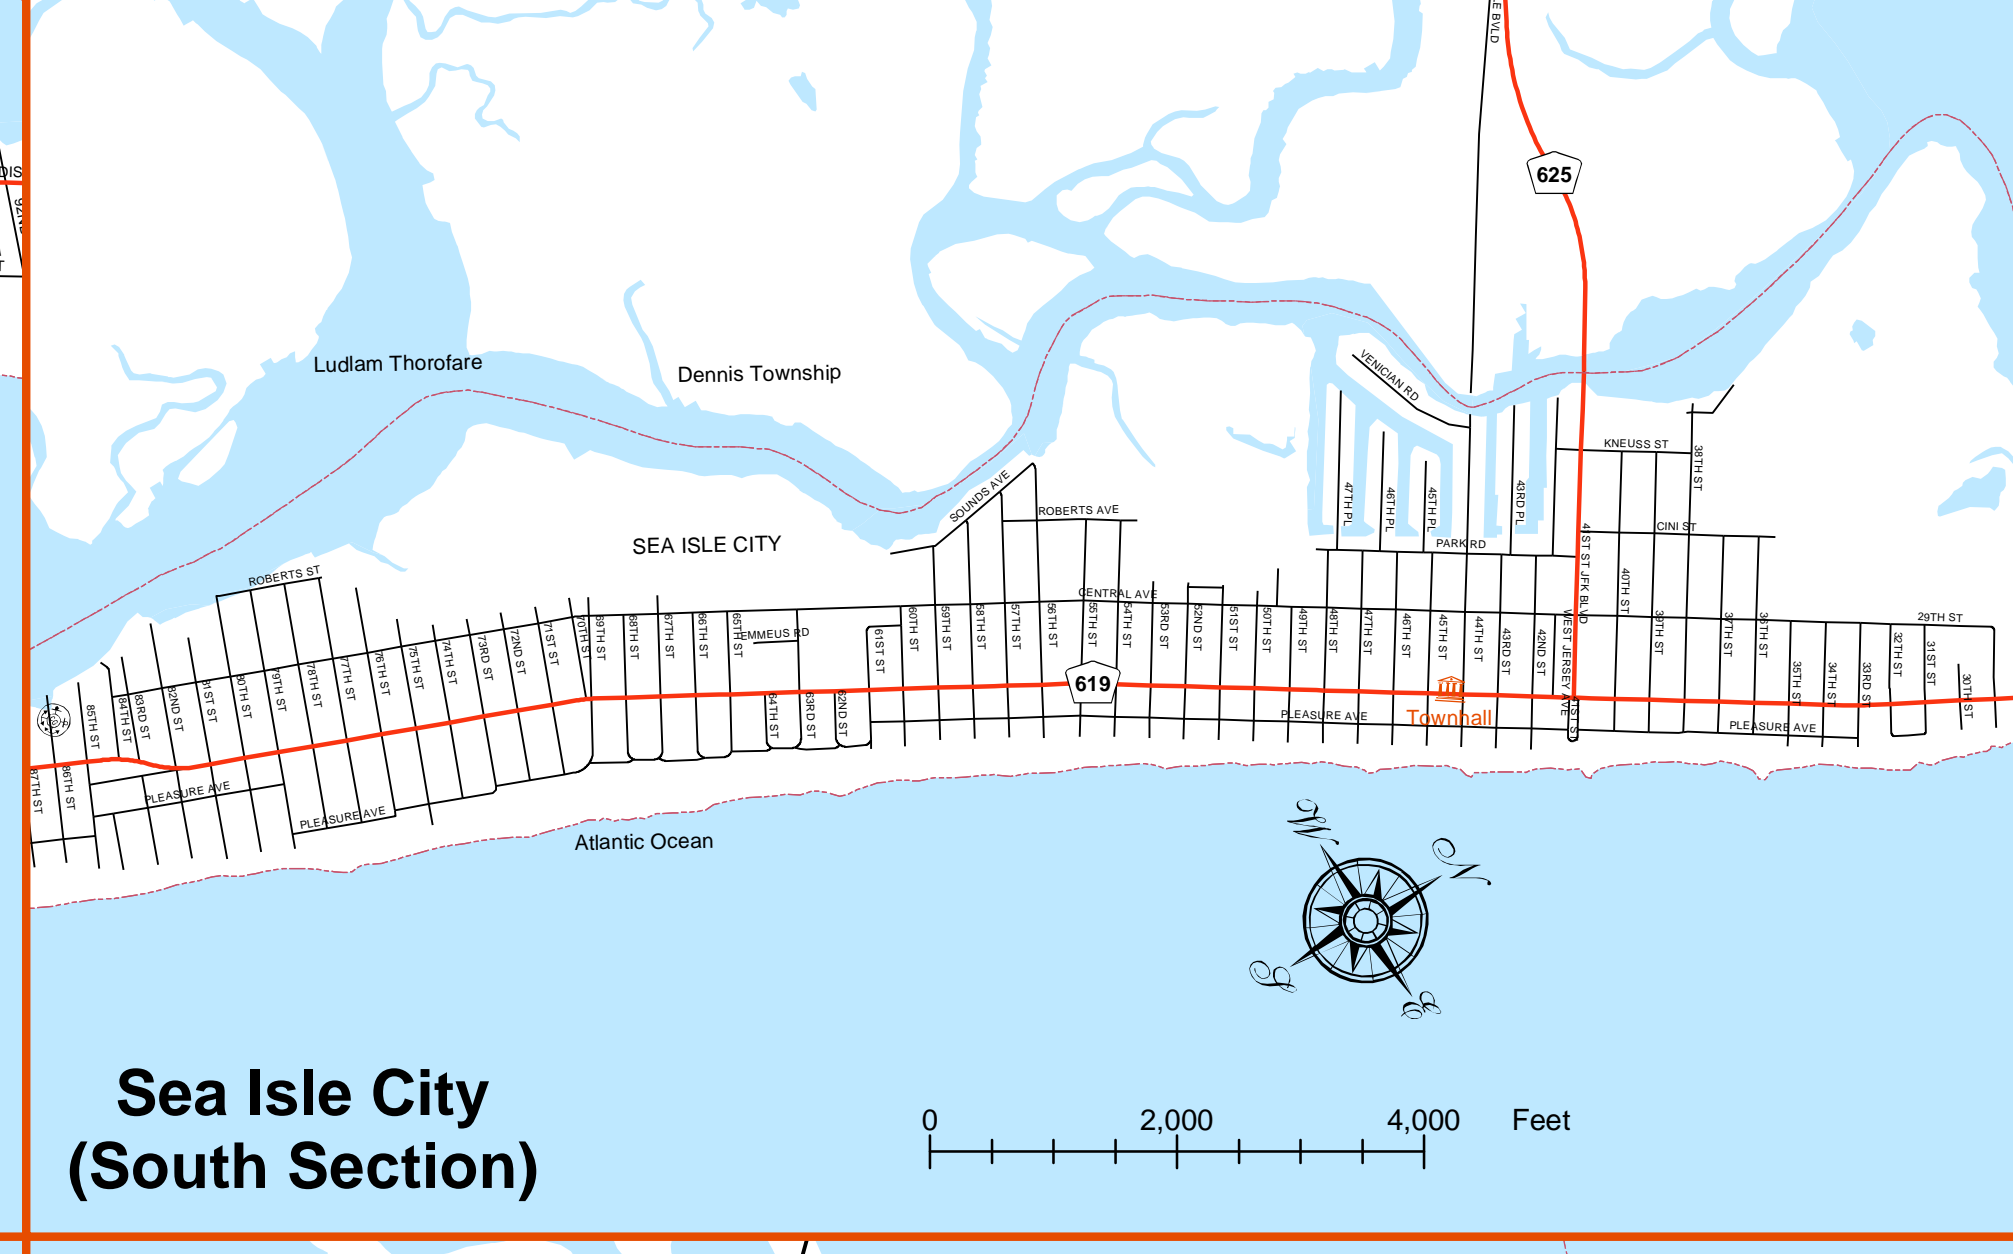 E BVLD
DIS
92ND
T
625
Ludlam Thorofare
Dennis Township
VENICIAN RD
KNEUSS ST
38TH ST
SOUNDS AVE
ROBERTS AVE
47TH PL
46TH PL
45TH PL
43RD PL
CINI ST
41ST ST JFK BLVD
SEA ISLE CITY
PARK RD
ROBERTS ST
CENTRAL AVE
EMMEUS RD
29TH ST
87TH ST
86TH ST
85TH ST
84TH ST
83RD ST
82ND ST
81ST ST
80TH ST
79TH ST
78TH ST
77TH ST
76TH ST
75TH ST
74TH ST
73RD ST
72ND ST
71ST ST
70TH ST
69TH ST
68TH ST
67TH ST
66TH ST
65TH ST
64TH ST
63RD ST
62ND ST
61ST ST
60TH ST
59TH ST
58TH ST
57TH ST
56TH ST
55TH ST
54TH ST
53RD ST
52ND ST
51ST ST
50TH ST
49TH ST
48TH ST
47TH ST
46TH ST
45TH ST
44TH ST
43RD ST
42ND ST
WEST JERSEY AVE
41ST ST
40TH ST
39TH ST
37TH ST
36TH ST
35TH ST
34TH ST
33RD ST
32TH ST
31ST ST
30TH ST
619
Townhall
PLEASURE AVE
PLEASURE AVE
PLEASURE AVE
PLEASURE AVE
Atlantic Ocean
W
N
S
E
Sea Isle City
(South Section)
0 2,000 4,000 Feet